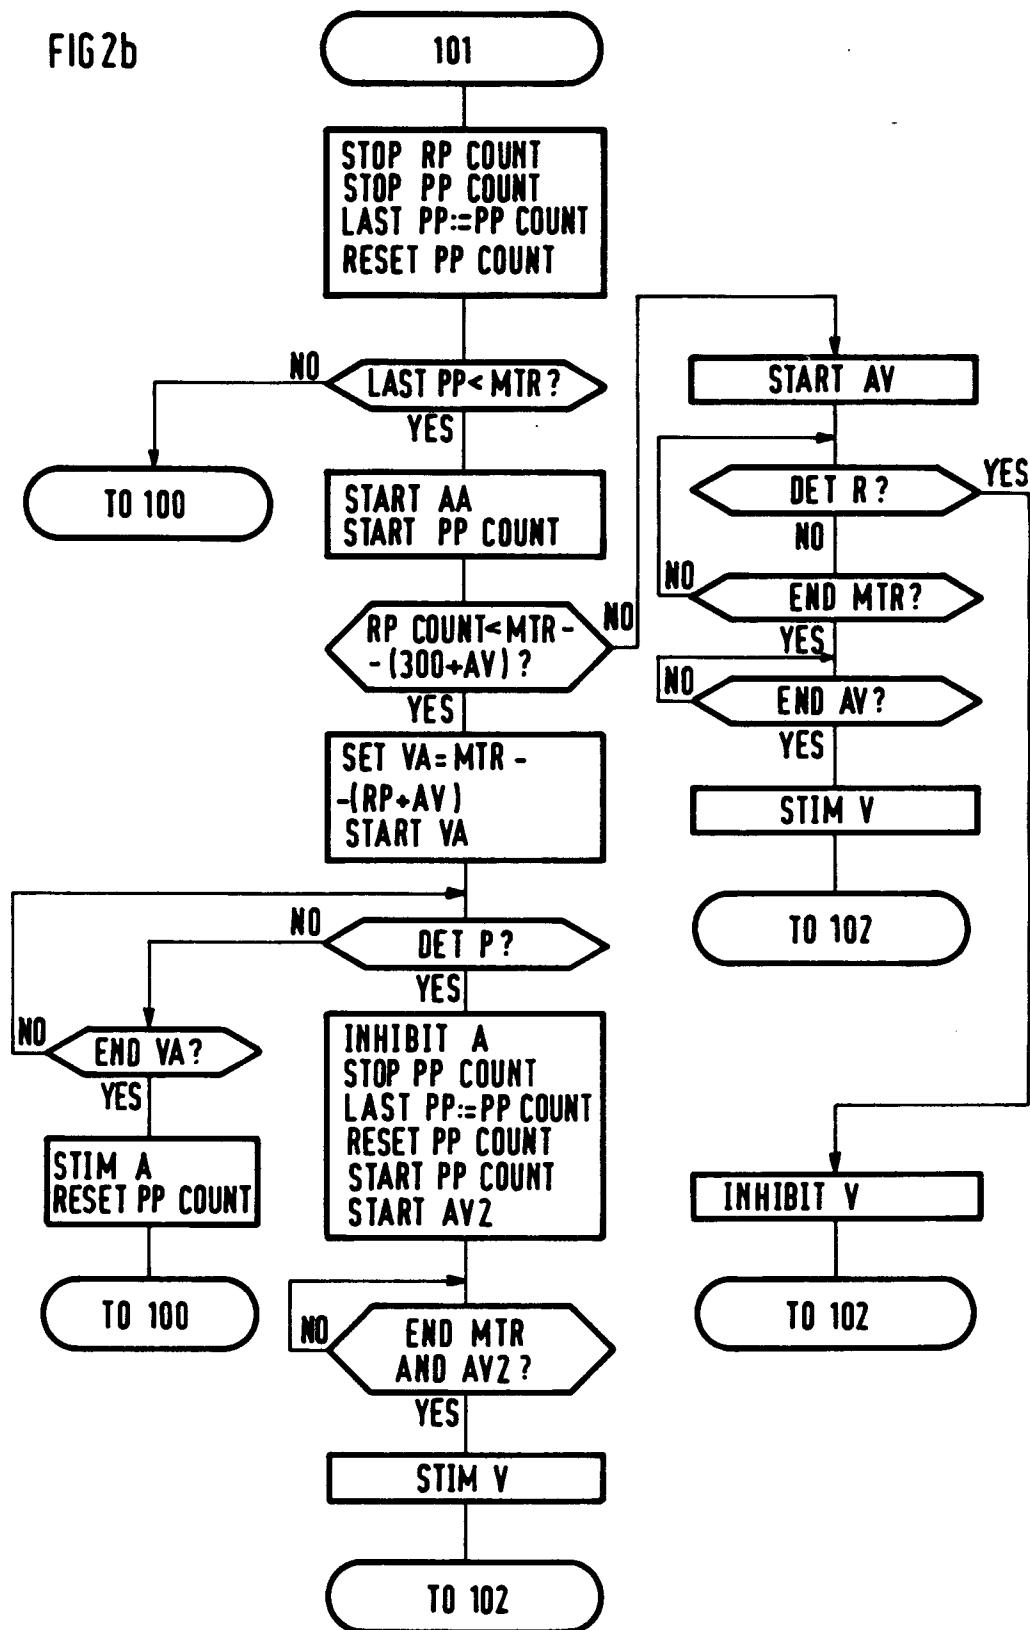 FIG 2b
101
STOP RP COUNT
STOP PP COUNT
LAST PP:=PP COUNT
RESET PP COUNT
NO
LAST PP<MTR?
YES
TO 100
START AA
START PP COUNT
RP COUNT<MTR-
-(300+AV)?
NO
YES
SET VA=MTR-
-(RP+AV)
START VA
NO
DET P?
YES
NO
END VA?
YES
STIM A
RESET PP COUNT
TO 100
INHIBIT A
STOP PP COUNT
LAST PP:=PP COUNT
RESET PP COUNT
START PP COUNT
START AV2
NO
END MTR
AND AV2?
YES
STIM V
TO 102
START AV
DET R?
YES
NO
NO
END MTR?
YES
NO
END AV?
YES
STIM V
TO 102
INHIBIT V
TO 102